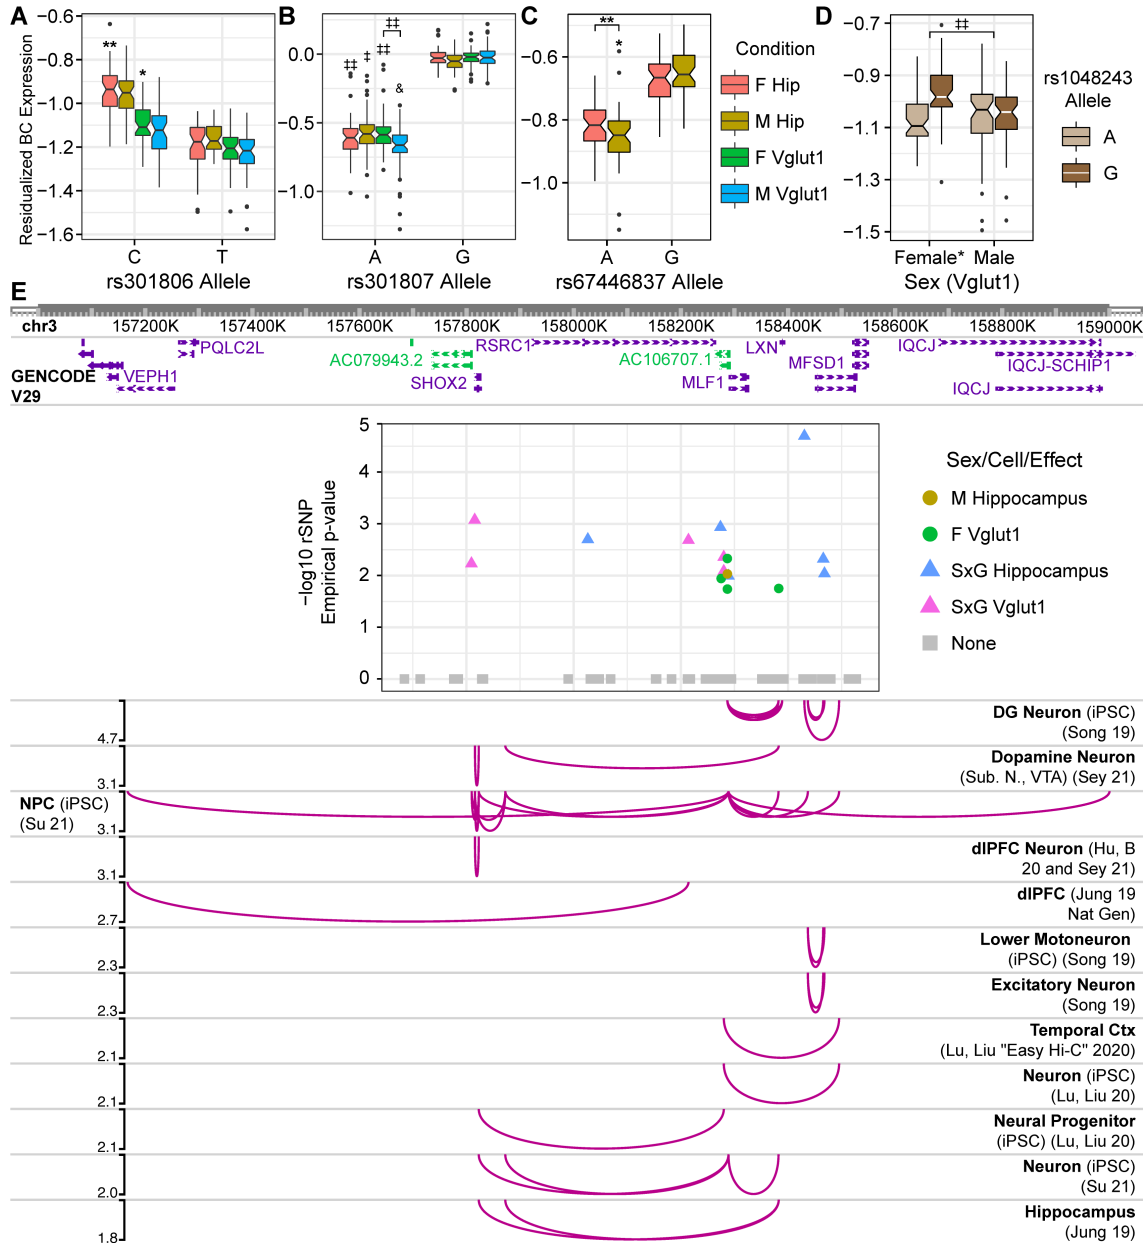 A
−0.6
−0.8
−1.0
−1.2
−1.4
−1.6
Residualized BC Expression
**
*
C
T
rs301806 Allele
B
0.0
−0.5
−1.0
‡‡
‡
‡‡
‡‡
&
A
G
rs301807 Allele
C
−0.6
−0.8
−1.0
**
*
A
G
rs67446837 Allele
Condition
F Hip
M Hip
F Vglut1
M Vglut1
D
−0.7
−0.9
−1.1
−1.3
−1.5
‡‡
Female* Male
Sex (Vglut1)
rs1048243
Allele
A
G
E
chr3
157200K 157400K 157600K 157800K 158000K 158200K 158400K 158600K 158800K 159000K
GENCODE
V29
PQLC2L
VEPH1
AC079943.2
SHOX2
RSRC1
AC106707.1
MLF1
LXN
MFSD1
IQCJ
IQCJ-SCHIP1
IQCJ
5
4
3
2
1
0
−log10 rSNP
Empirical p-value
Sex/Cell/Effect
M Hippocampus
F Vglut1
SxG Hippocampus
SxG Vglut1
None
4.7
DG Neuron (iPSC)
(Song 19)
3.1
Dopamine Neuron
(Sub. N., VTA) (Sey 21)
NPC (iPSC)
(Su 21)
3.1
3.1
dlPFC Neuron (Hu, B
20 and Sey 21)
2.7
dlPFC (Jung 19
Nat Gen)
2.3
Lower Motoneuron
(iPSC) (Song 19)
2.3
Excitatory Neuron
(Song 19)
2.1
Temporal Ctx
(Lu, Liu "Easy Hi-C" 2020)
2.1
Neuron (iPSC)
(Lu, Liu 20)
2.1
Neural Progenitor
(iPSC) (Lu, Liu 20)
2.0
Neuron (iPSC)
(Su 21)
1.8
Hippocampus
(Jung 19)